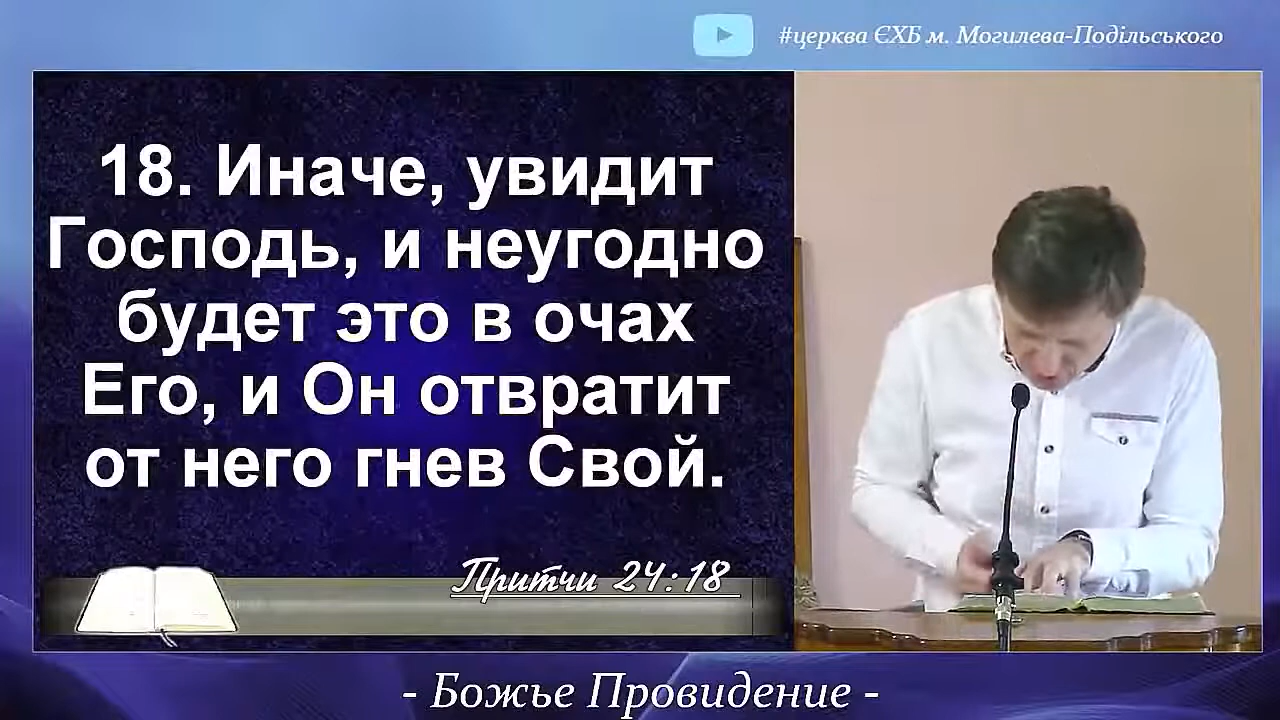 #церква ЄХБ м. Могилева-Подільського
18. Иначе, увидит
Господь, и неугодно
будет это в очах
Его, и Он отвратит
от него гнев Свой.
Притчи 24:18
- Божье Провидение -